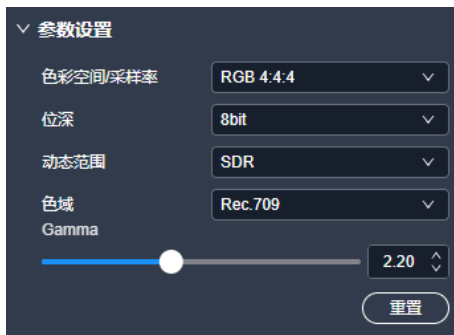 参数设置
色彩空间/采样率 RGB 4:4:4
位深 8bit
动态范围 SDR
色域 Rec.709
Gamma
2.20
重置